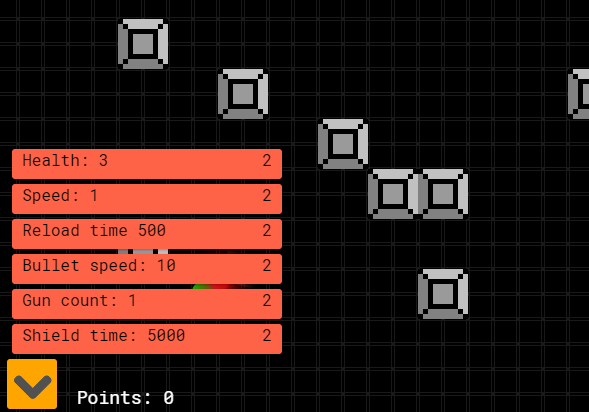 Health: 3 2
Speed: 1 2
Reload time 500 2
Bullet speed: 10 2
Gun count: 1 2
Shield time: 5000 2
Points: 0